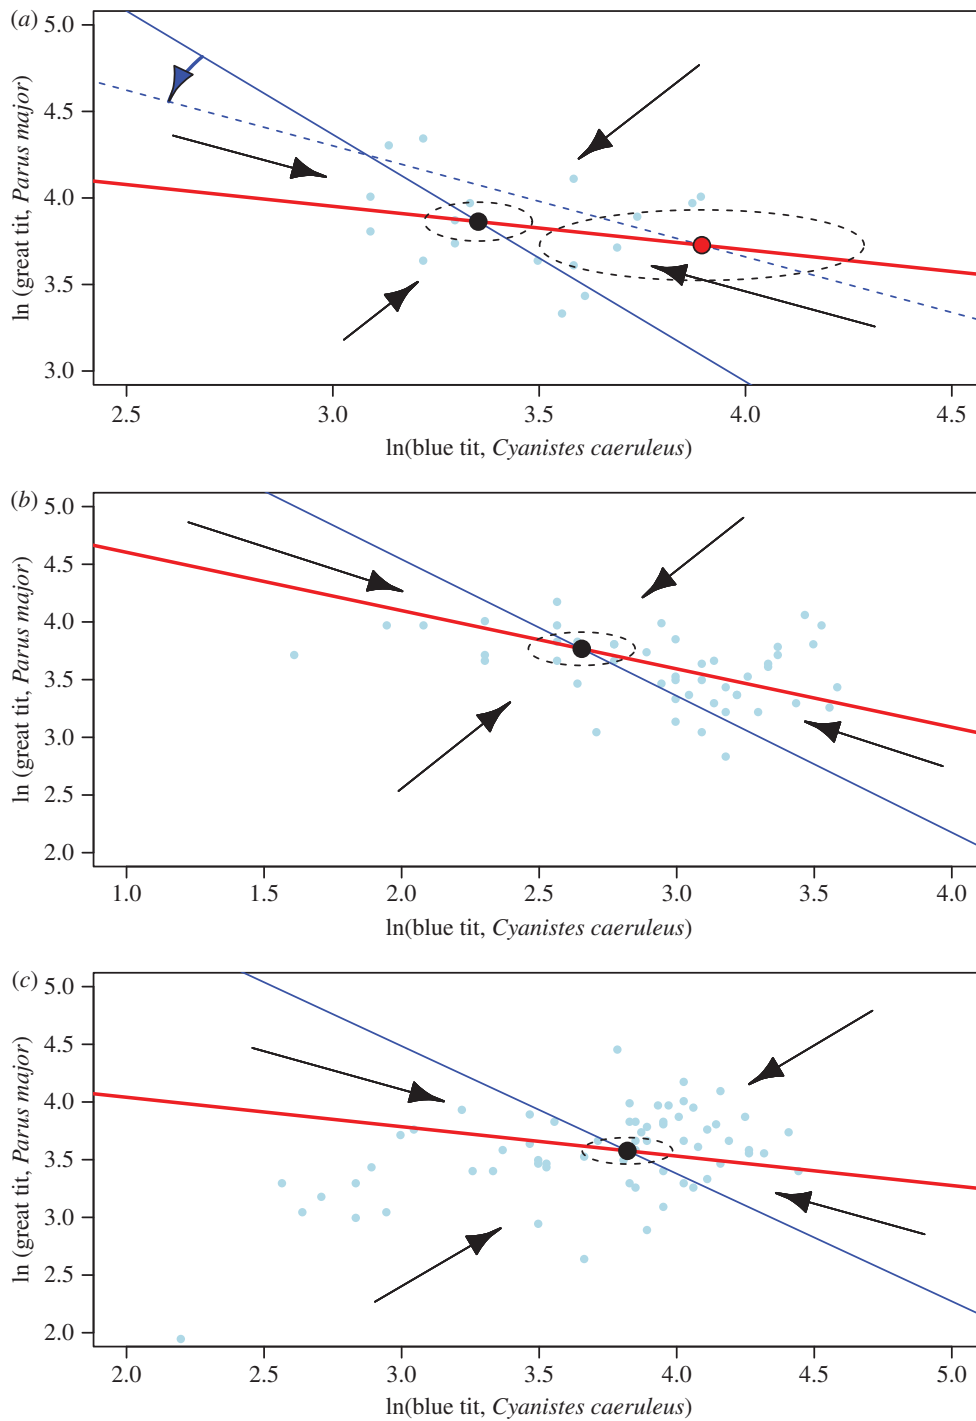 (a)
5.0
4.5
4.0
3.5
3.0
ln (great tit, Parus major)
2.5 3.0 3.5 4.0 4.5
ln(blue tit, Cyanistes caeruleus)
(b)
5.0
4.5
4.0
3.5
3.0
2.5
2.0
ln (great tit, Parus major)
1.0 1.5 2.0 2.5 3.0 3.5 4.0
ln(blue tit, Cyanistes caeruleus)
(c)
5.0
4.5
4.0
3.5
3.0
2.5
2.0
ln (great tit, Parus major)
2.0 2.5 3.0 3.5 4.0 4.5 5.0
ln(blue tit, Cyanistes caeruleus)